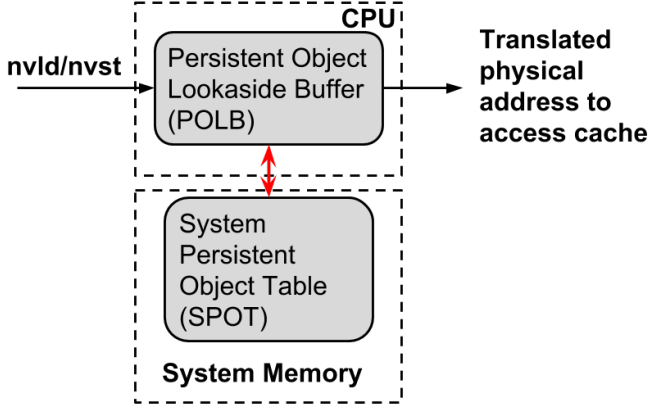 CPU
nvld/nvst
Persistent Object
Lookaside Buffer
(POLB)
Translated
physical
address to
access cache
System
Persistent
Object Table
(SPOT)
System Memory